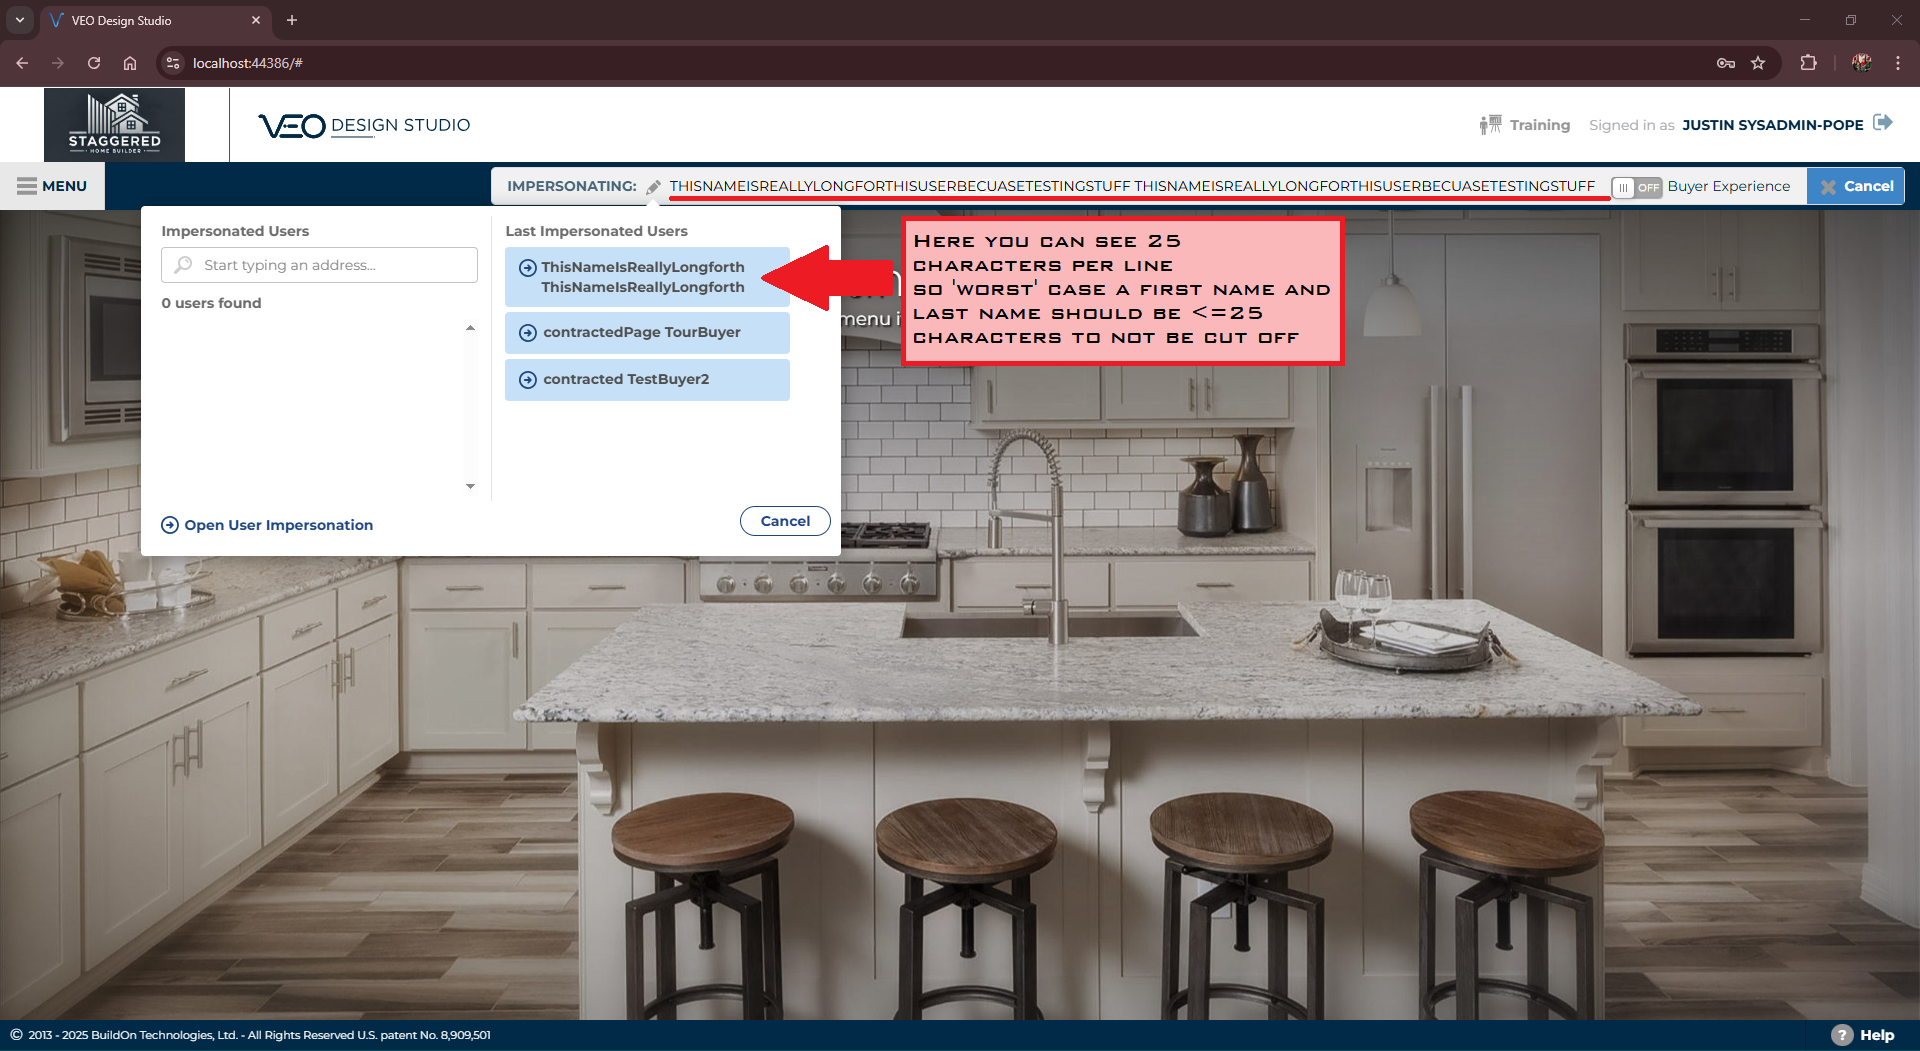 VEO Design Studio
localhost:44386/#
STAGGERED
HOME BUILDER
VEO DESIGN STUDIO
Training
Signed in as JUSTIN SYSADMIN-POPE
MENU
IMPERSONATING: THISNAMEISREALLYLONGFORTHISUSERBECUASETESTINGSTUFF THISNAMEISREALLYLONGFORTHISUSERBECUASETESTINGSTUFF
OFF
Buyer Experience
Cancel
Impersonated Users
Start typing an address...
0 users found
Open User Impersonation
Last Impersonated Users
ThisNameIsReallyLongforth
ThisNameIsReallyLongforth
contractedPage TourBuyer
contracted TestBuyer2
Cancel
menu
Here you can see 25
characters per line
so 'worst' case a first name and
last name should be <=25
characters to not be cut off
© 2013 - 2025 BuildOn Technologies, Ltd. - All Rights Reserved U.S. patent No. 8,909,501
? Help